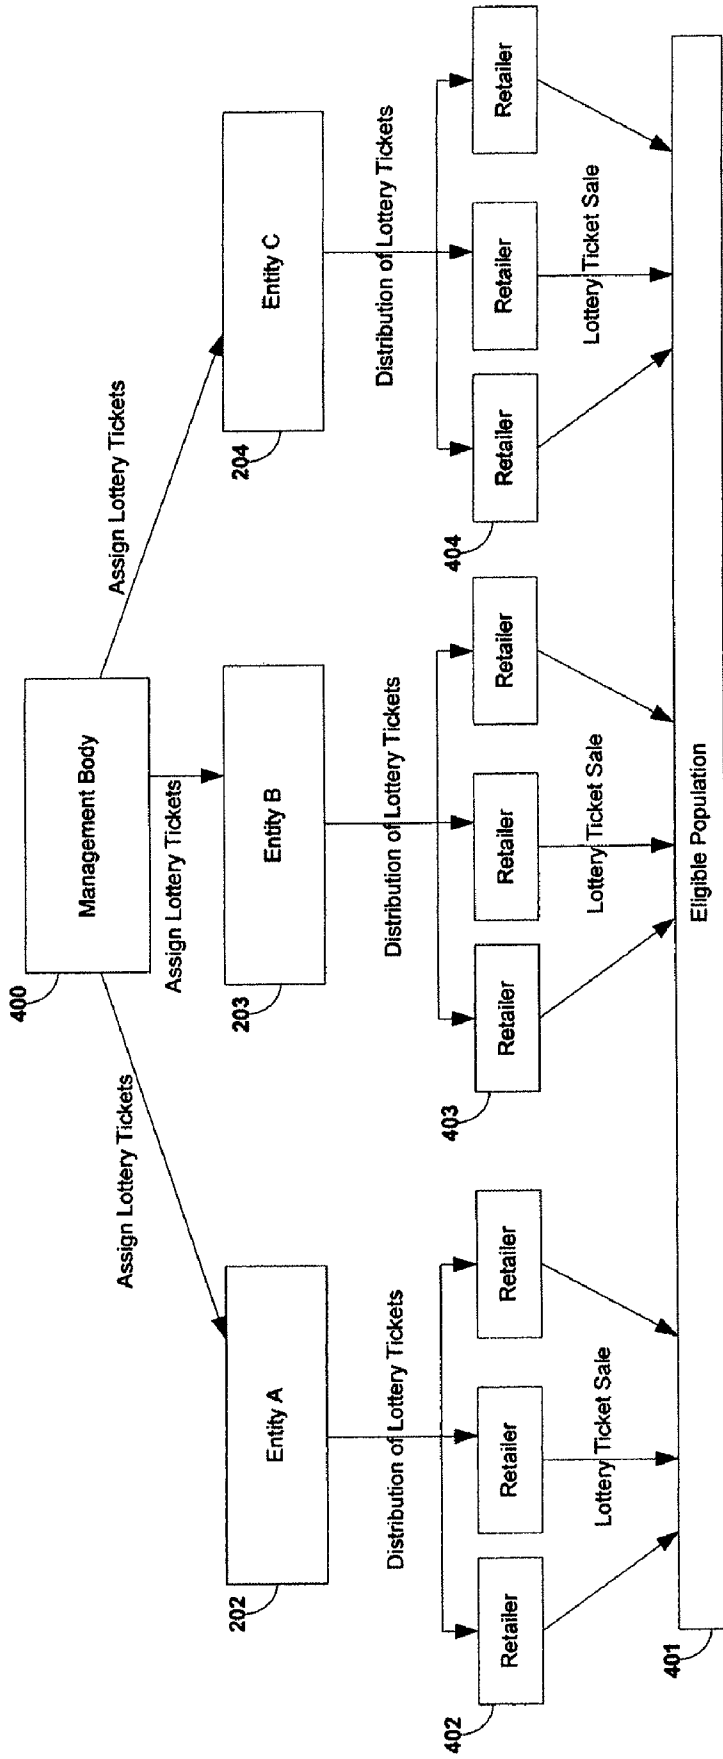 400
Management Body
Assign Lottery Tickets
Assign Lottery Tickets
Assign Lottery Tickets
202
Entity A
203
Entity B
204
Entity C
Distribution of Lottery Tickets
Distribution of Lottery Tickets
Distribution of Lottery Tickets
402
Retailer
Retailer
Retailer
403
Retailer
Retailer
Retailer
404
Retailer
Retailer
Retailer
Lottery Ticket Sale
Lottery Ticket Sale
Lottery Ticket Sale
401
Eligible Population